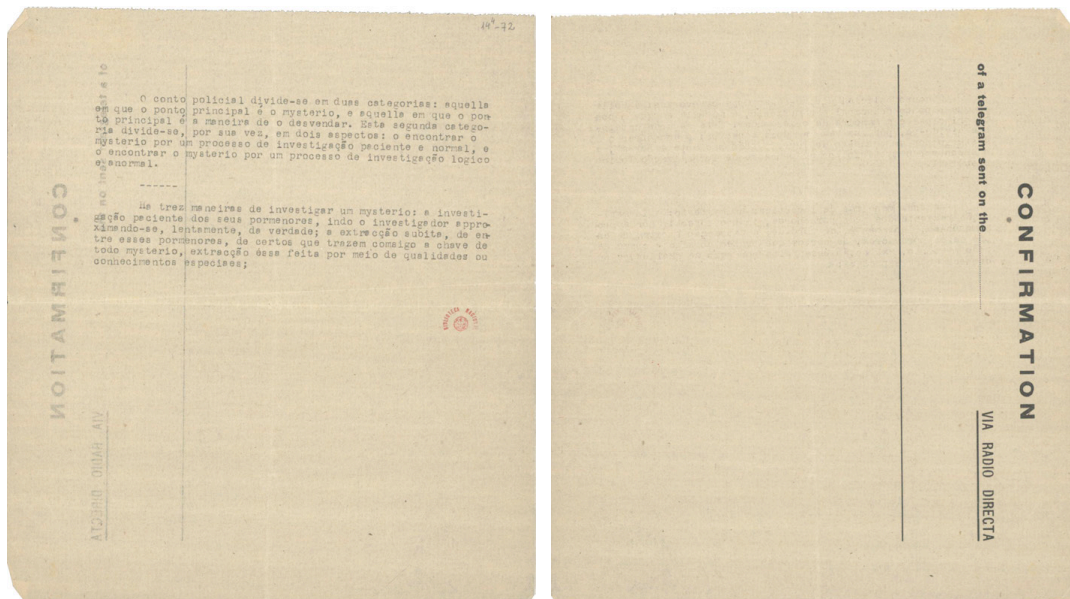 19⁴-72
O conto policial divide-se em duas categorias: aquella
em que o ponto principal é o mysterio, e aquella em que o pon-
to principal é a maneira de o desvendar. Esta segunda catego-
ria divide-se, por sua vez, em dois aspectos: o encontrar o
mysterio por um processo de investigação paciente e normal, e
o encontrar o mysterio por um processo de investigação logico
e anormal.
------
Ha trez maneiras de investigar um mysterio: a investi-
gação paciente dos seus pormenores, indo o investigador appro-
ximando-se, lentamente, da verdade; a extracção subita, de en-
tre esses pormenores, de certos que trazem comsigo a chave de
todo mysterio, extracção essa feita por meio de qualidades ou
conhecimentos especiaes;
CONFIRMATION
of a telegram sent on the
VIA RADIO DIRECTA